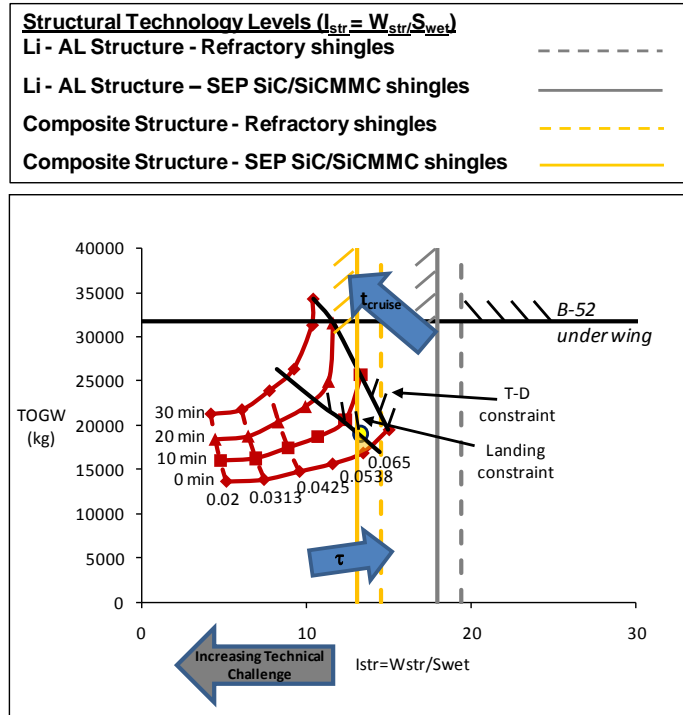 Structural Technology Levels (Istr = Wstr/Swet)
Li - AL Structure - Refractory shingles
Li - AL Structure – SEP SiC/SiCMMC shingles
Composite Structure - Refractory shingles
Composite Structure - SEP SiC/SiCMMC shingles
40000
35000
30000
25000
20000
15000
10000
5000
0
TOGW
(kg)
tcruise
B-52
under wing
T-D
constraint
Landing
constraint
30 min
20 min
10 min
0 min
0.02
0.0313
0.0425
0.0538
0.065
τ
0
10
20
30
Increasing Technical
Challenge
Istr=Wstr/Swet